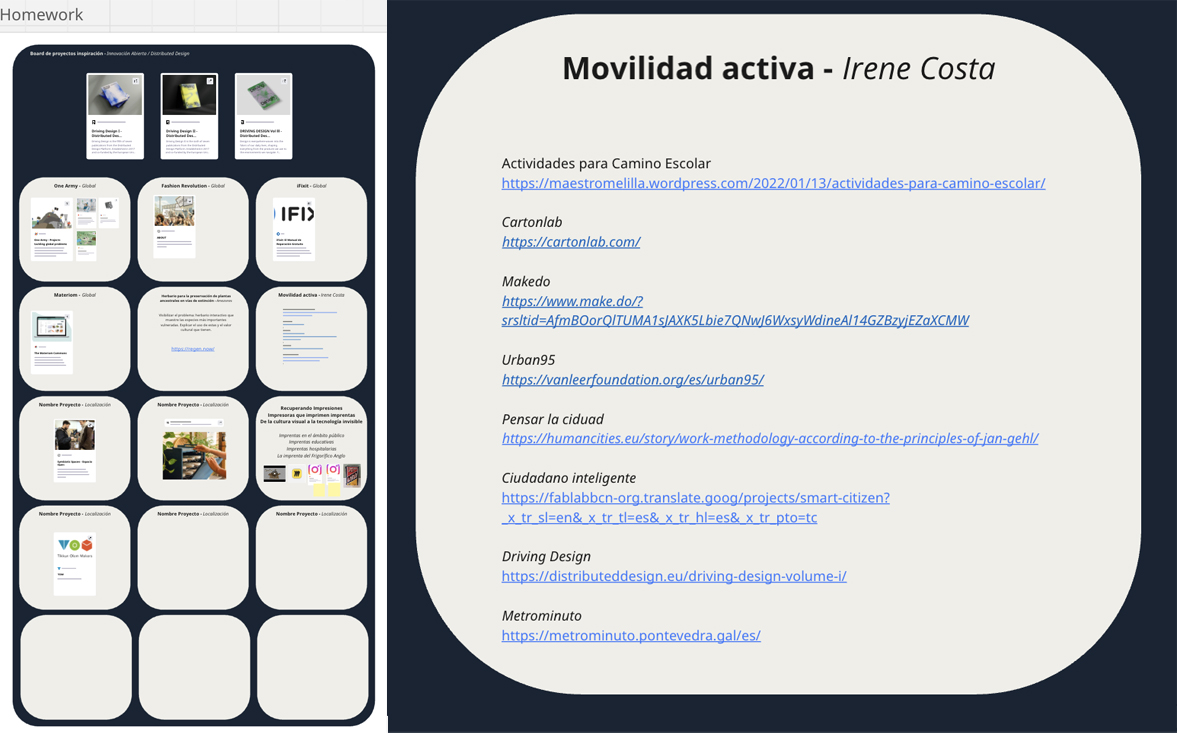 Homework
Board de proyectos inspiración - Innovación Abierta / Distributed Design
Driving Design I -
Distributed Des...
Driving Design II -
Distributed Des...
DRIVING DESIGN Vol III -
Distributed Des...
One Army - Global
Fashion Revolution - Global
iFixit - Global
IFIX
Materiom - Global
Herbario para la preservación de plantas
ancestrales en vías de extinción - Amazonas
https://regen.now/
Movilidad activa - Irene Costa
Nombre Proyecto - Localización
Nombre Proyecto - Localización
Recuperando Impresiones
Impresoras que imprimen imprentas
De la cultura visual a la tecnología invisible
Imprentas en el ámbito público
Imprentas educativas
Imprentas hospitalarias
La imprenta del Frigorífico Anglo
Nombre Proyecto - Localización
Nombre Proyecto - Localización
Nombre Proyecto - Localización
Movilidad activa - Irene Costa
Actividades para Camino Escolar
https://maestromelilla.wordpress.com/2022/01/13/actividades-para-camino-escolar/
Cartonlab
https://cartonlab.com/
Makedo
https://www.make.do/?
srsltid=AfmBOorQlTUMA1sJAXK5Lbie7QNwJ6WxsyWdineAl14GZBzyjEZaXCMW
Urban95
https://vanleerfoundation.org/es/urban95/
Pensar la ciduad
https://humancities.eu/story/work-methodology-according-to-the-principles-of-jan-gehl/
Ciudadano inteligente
https://fablabbcn-org.translate.goog/projects/smart-citizen?
_x_tr_sl=en&_x_tr_tl=es&_x_tr_hl=es&_x_tr_pto=tc
Driving Design
https://distributeddesign.eu/driving-design-volume-i/
Metrominuto
https://metrominuto.pontevedra.gal/es/